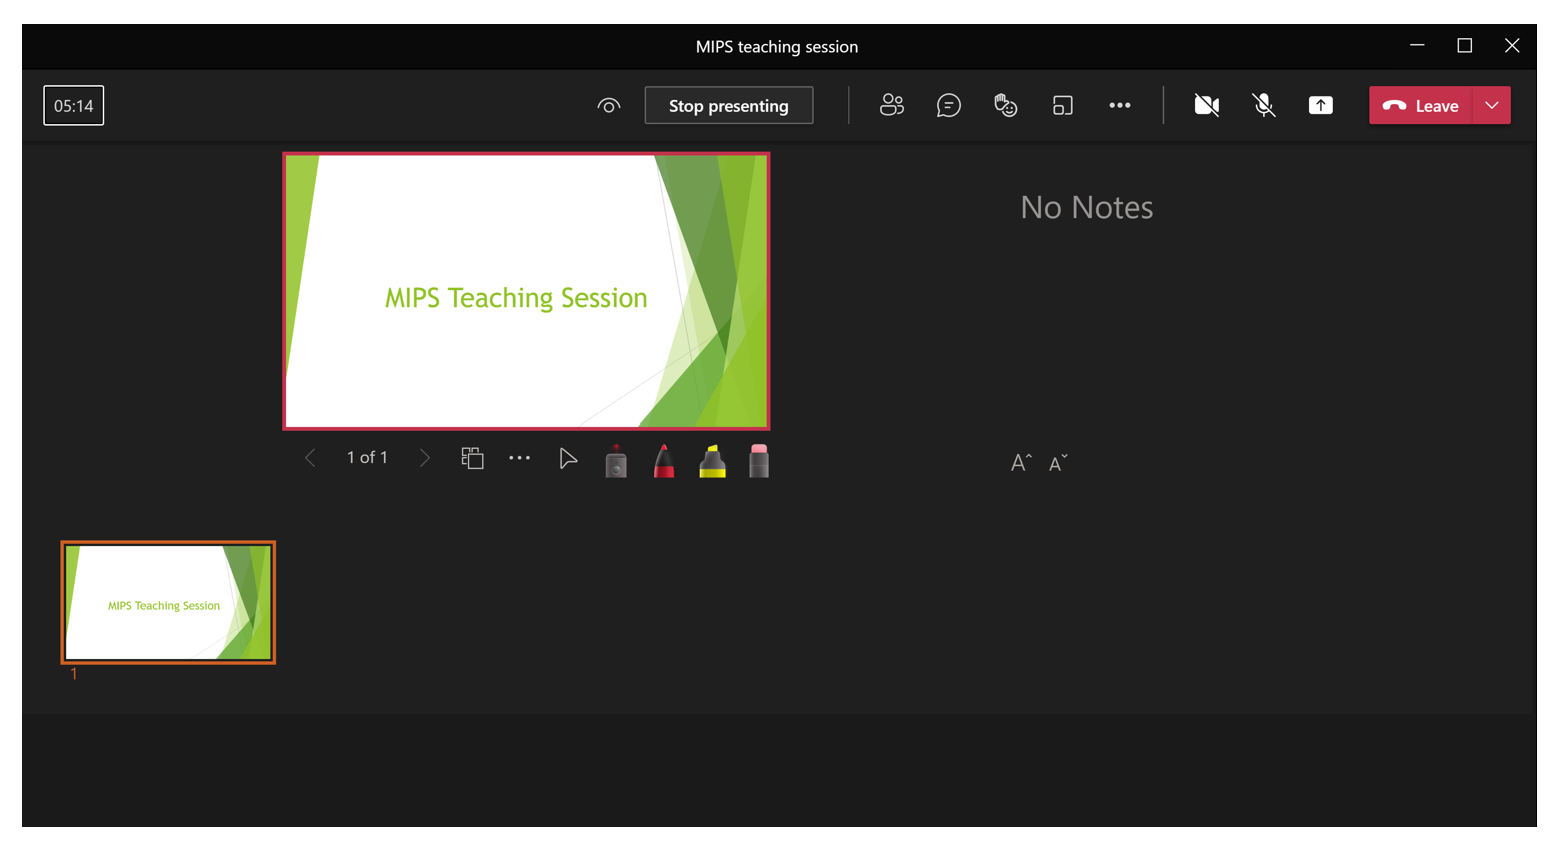 MIPS teaching session
05:14
Stop presenting
Leave
MIPS Teaching Session
No Notes
1 of 1
A A
MIPS Teaching Session
1